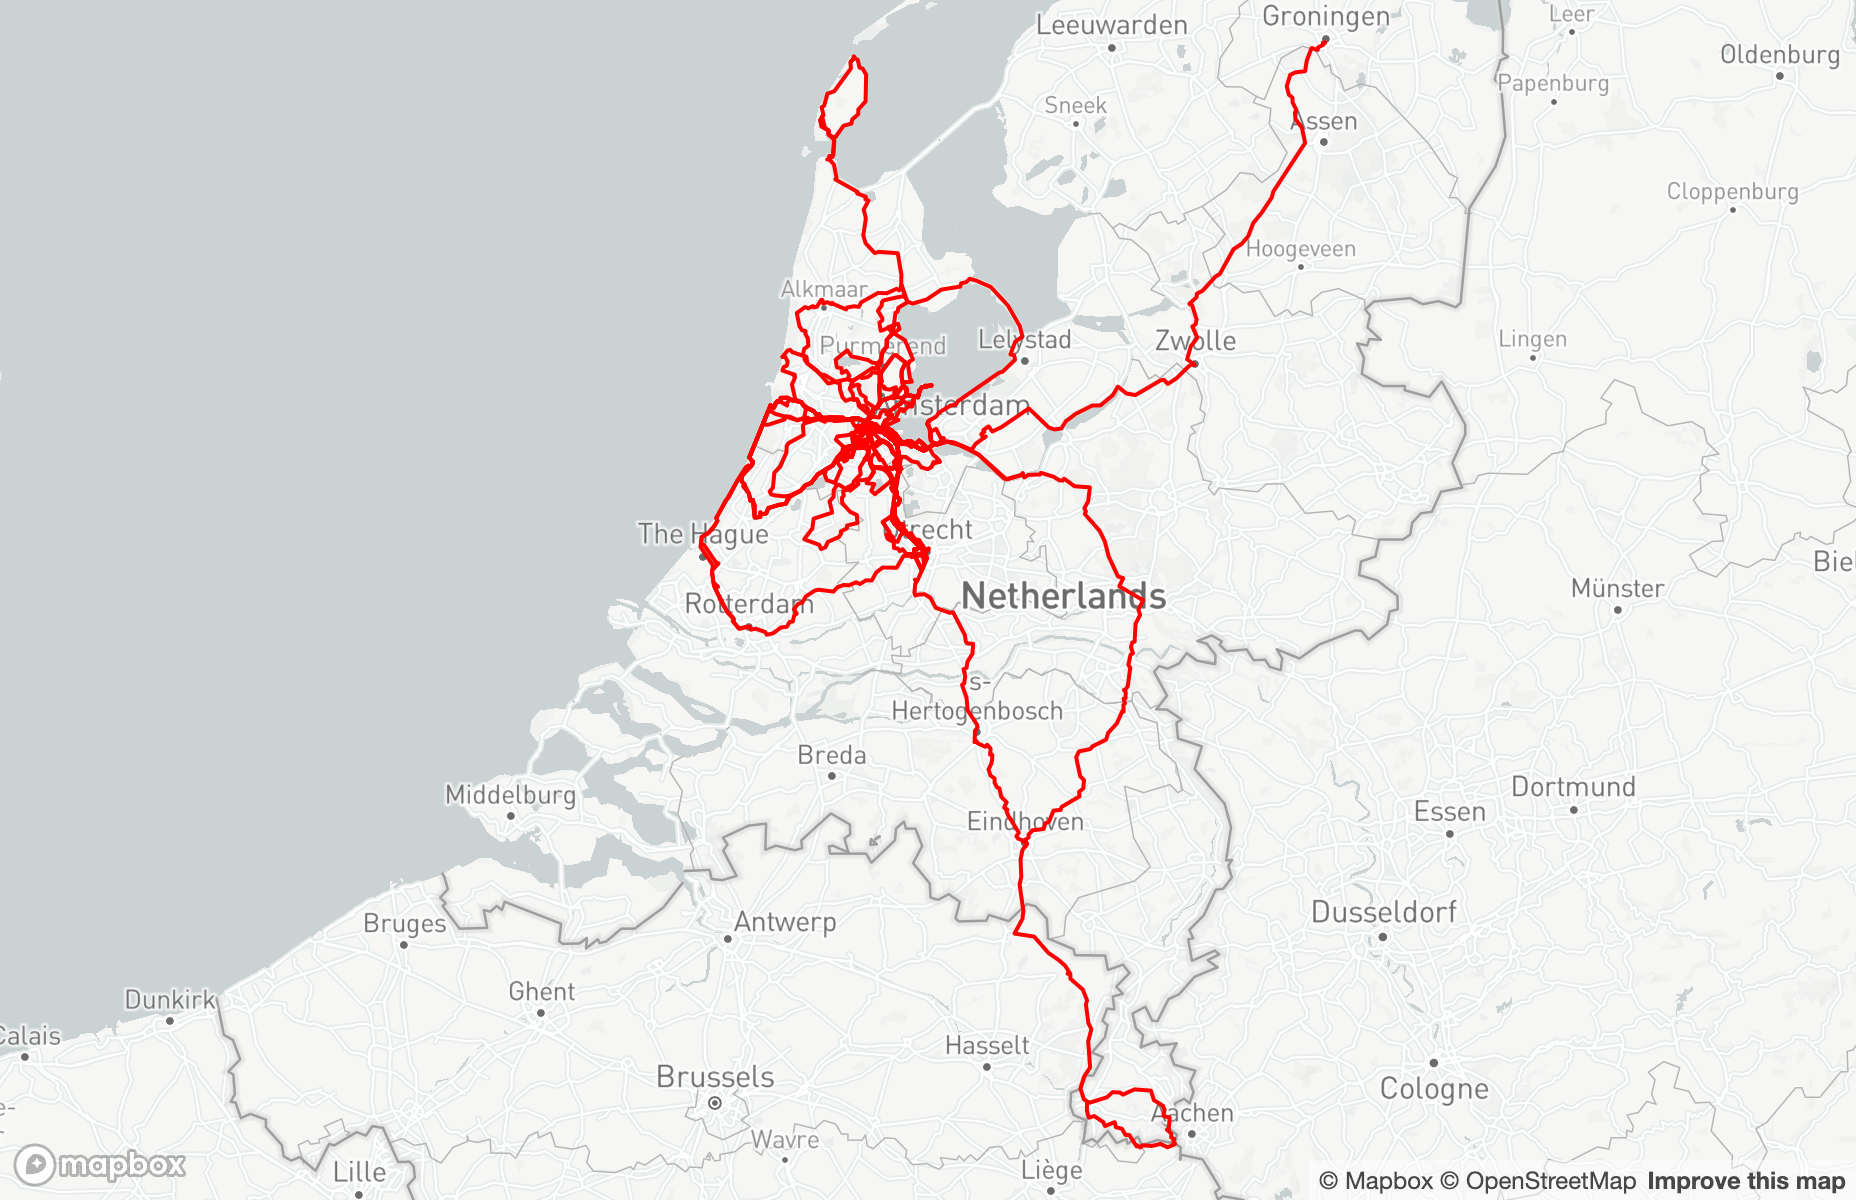 Groningen
Leer
Leeuwarden
Oldenburg
Papenburg
Sneek
Assen
Cloppenburg
Hoogeveen
Alkmaar
Purmerend
Lelystad
Zwolle
Lingen
Amsterdam
The Hague
Utrecht
Netherlands
Münster
Rotterdam
s-
Hertogenbosch
Breda
Middelburg
Dortmund
Essen
Eindhoven
Bruges
Antwerp
Dusseldorf
Dunkirk
Ghent
Calais
Hasselt
Brussels
Cologne
Aachen
Wavre
Lille
Liège
mapbox
© Mapbox © OpenStreetMap Improve this map